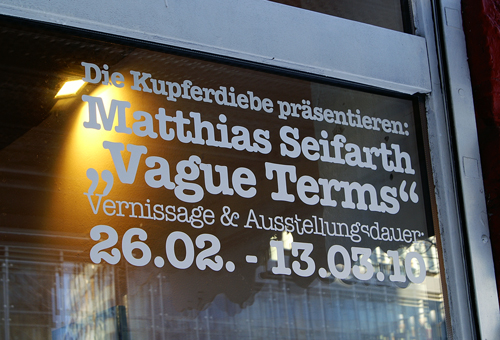 Die Kupferdiebe präsentieren:
Matthias Seifarth
„Vague Terms“
Vernissage & Ausstellungsdauer:
26.02. - 13.03.10